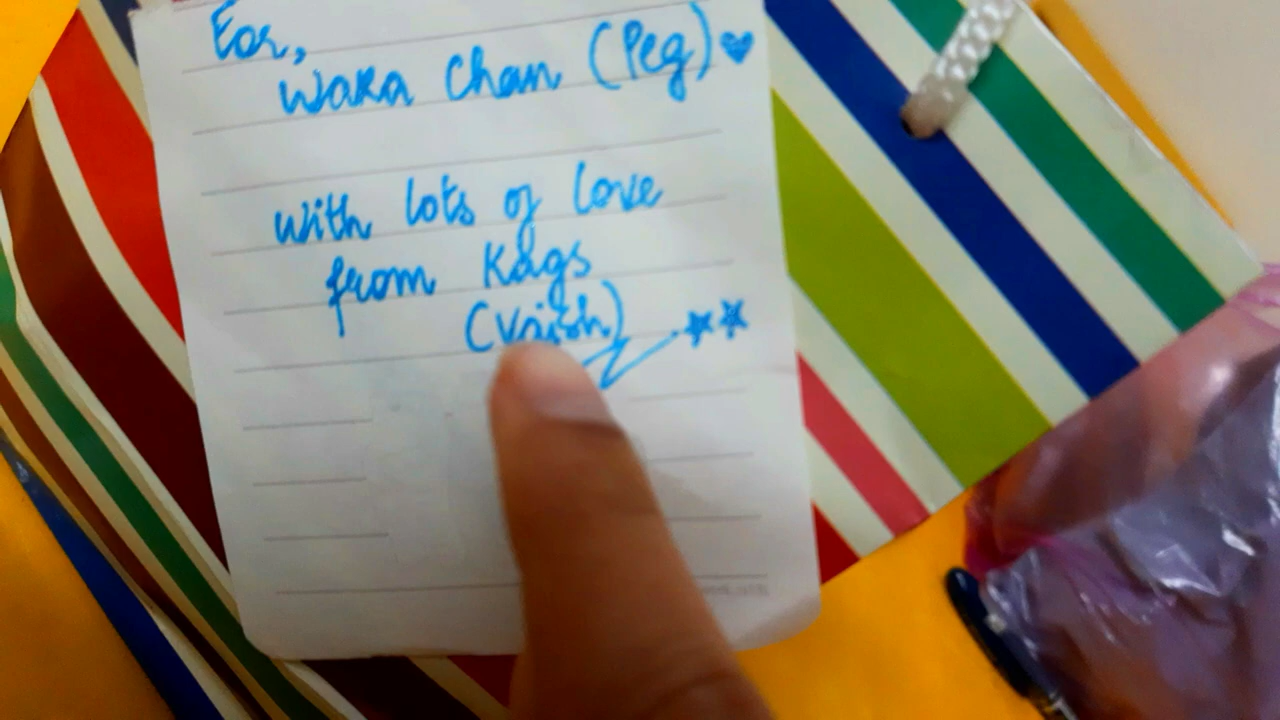 For,
Waka Chan (Peg)
with lots of love
from Kags
(Vaish)